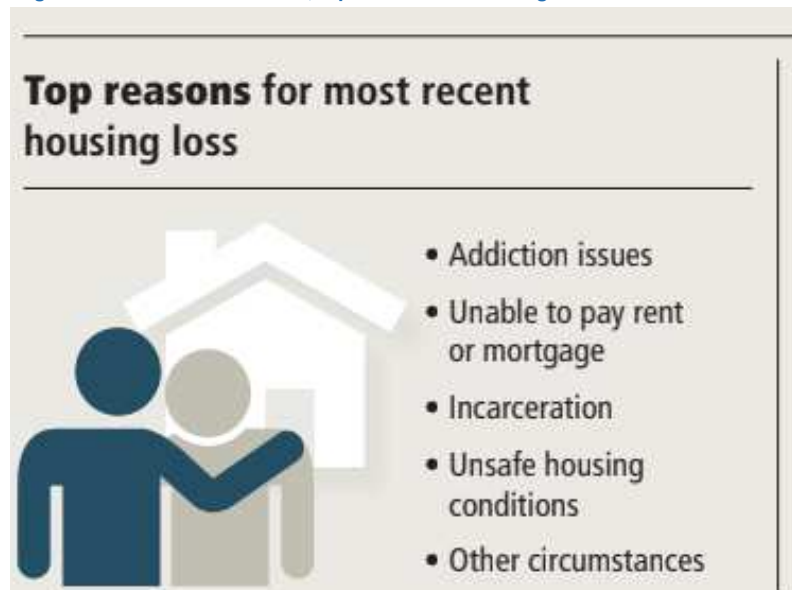 Top reasons for most recent
housing loss
• Addiction issues
• Unable to pay rent
or mortgage
• Incarceration
• Unsafe housing
conditions
• Other circumstances